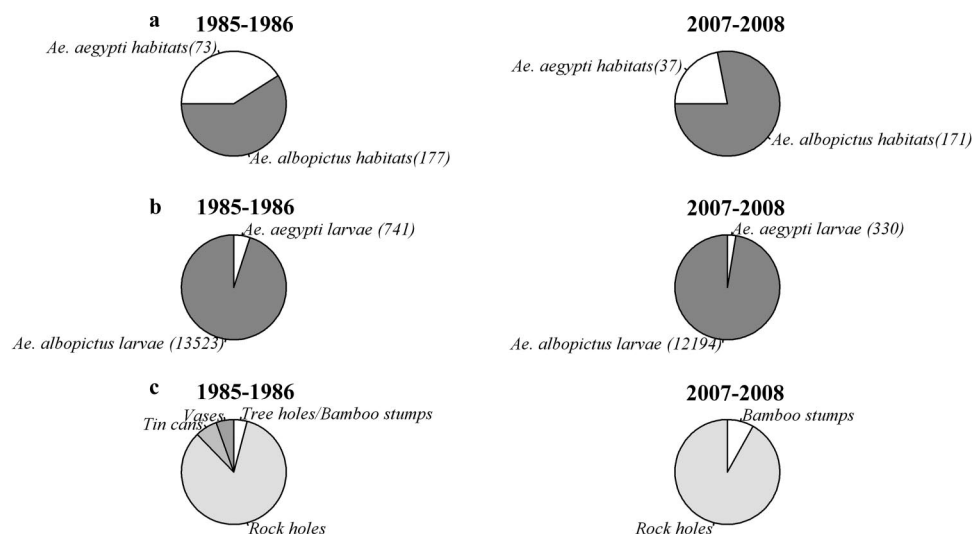 a
1985-1986
2007-2008
Ae. aegypti habitats(73)
Ae. aegypti habitats(37)
Ae. albopictus habitats(177)
Ae. albopictus habitats(171)
b
1985-1986
2007-2008
Ae. aegypti larvae (741)
Ae. aegypti larvae (330)
Ae. albopictus larvae (13523)
Ae. albopictus larvae (12194)
c
1985-1986
2007-2008
Vases
Tree holes/Bamboo stumps
Bamboo stumps
Tin cans
Rock holes
Rock holes